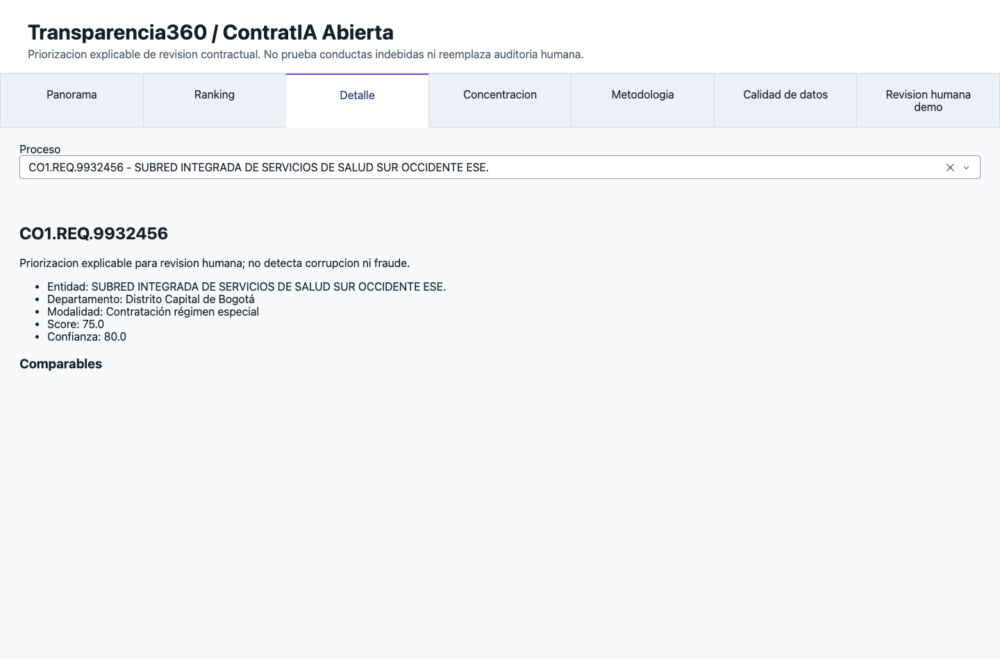 Transparencia360 / ContratIA Abierta
Priorizacion explicable de revision contractual. No prueba conductas indebidas ni reemplaza auditoria humana.
Panorama
Ranking
Detalle
Concentracion
Metodologia
Calidad de datos
Revision humana
demo
Proceso
CO1.REQ.9932456 - SUBRED INTEGRADA DE SERVICIOS DE SALUD SUR OCCIDENTE ESE.
CO1.REQ.9932456
Priorizacion explicable para revision humana; no detecta corrupcion ni fraude.
Entidad: SUBRED INTEGRADA DE SERVICIOS DE SALUD SUR OCCIDENTE ESE.
Departamento: Distrito Capital de Bogotá
Modalidad: Contratación régimen especial
Score: 75.0
Confianza: 80.0
Comparables